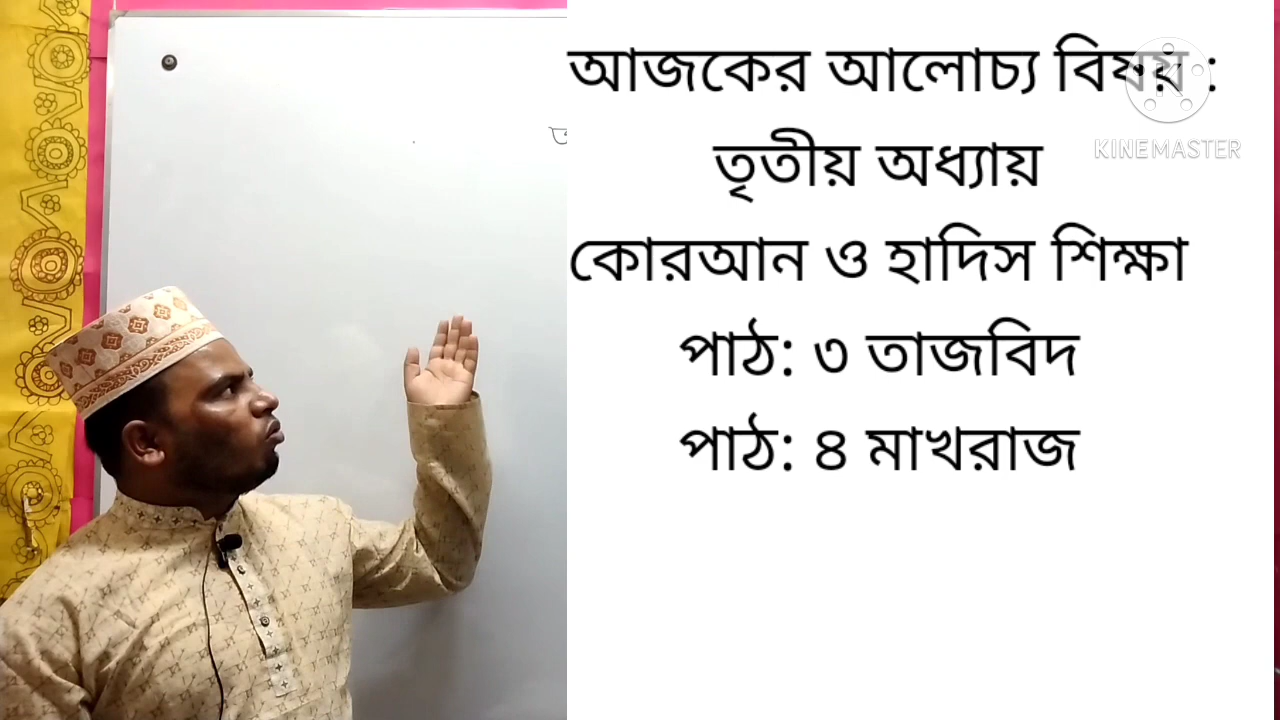 আজকের আলোচ্য বিষয় :
তৃতীয় অধ্যায়
কোরআন ও হাদিস শিক্ষা
পাঠ: ৩ তাজবিদ
পাঠ: ৪ মাখরাজ
KINEMASTER